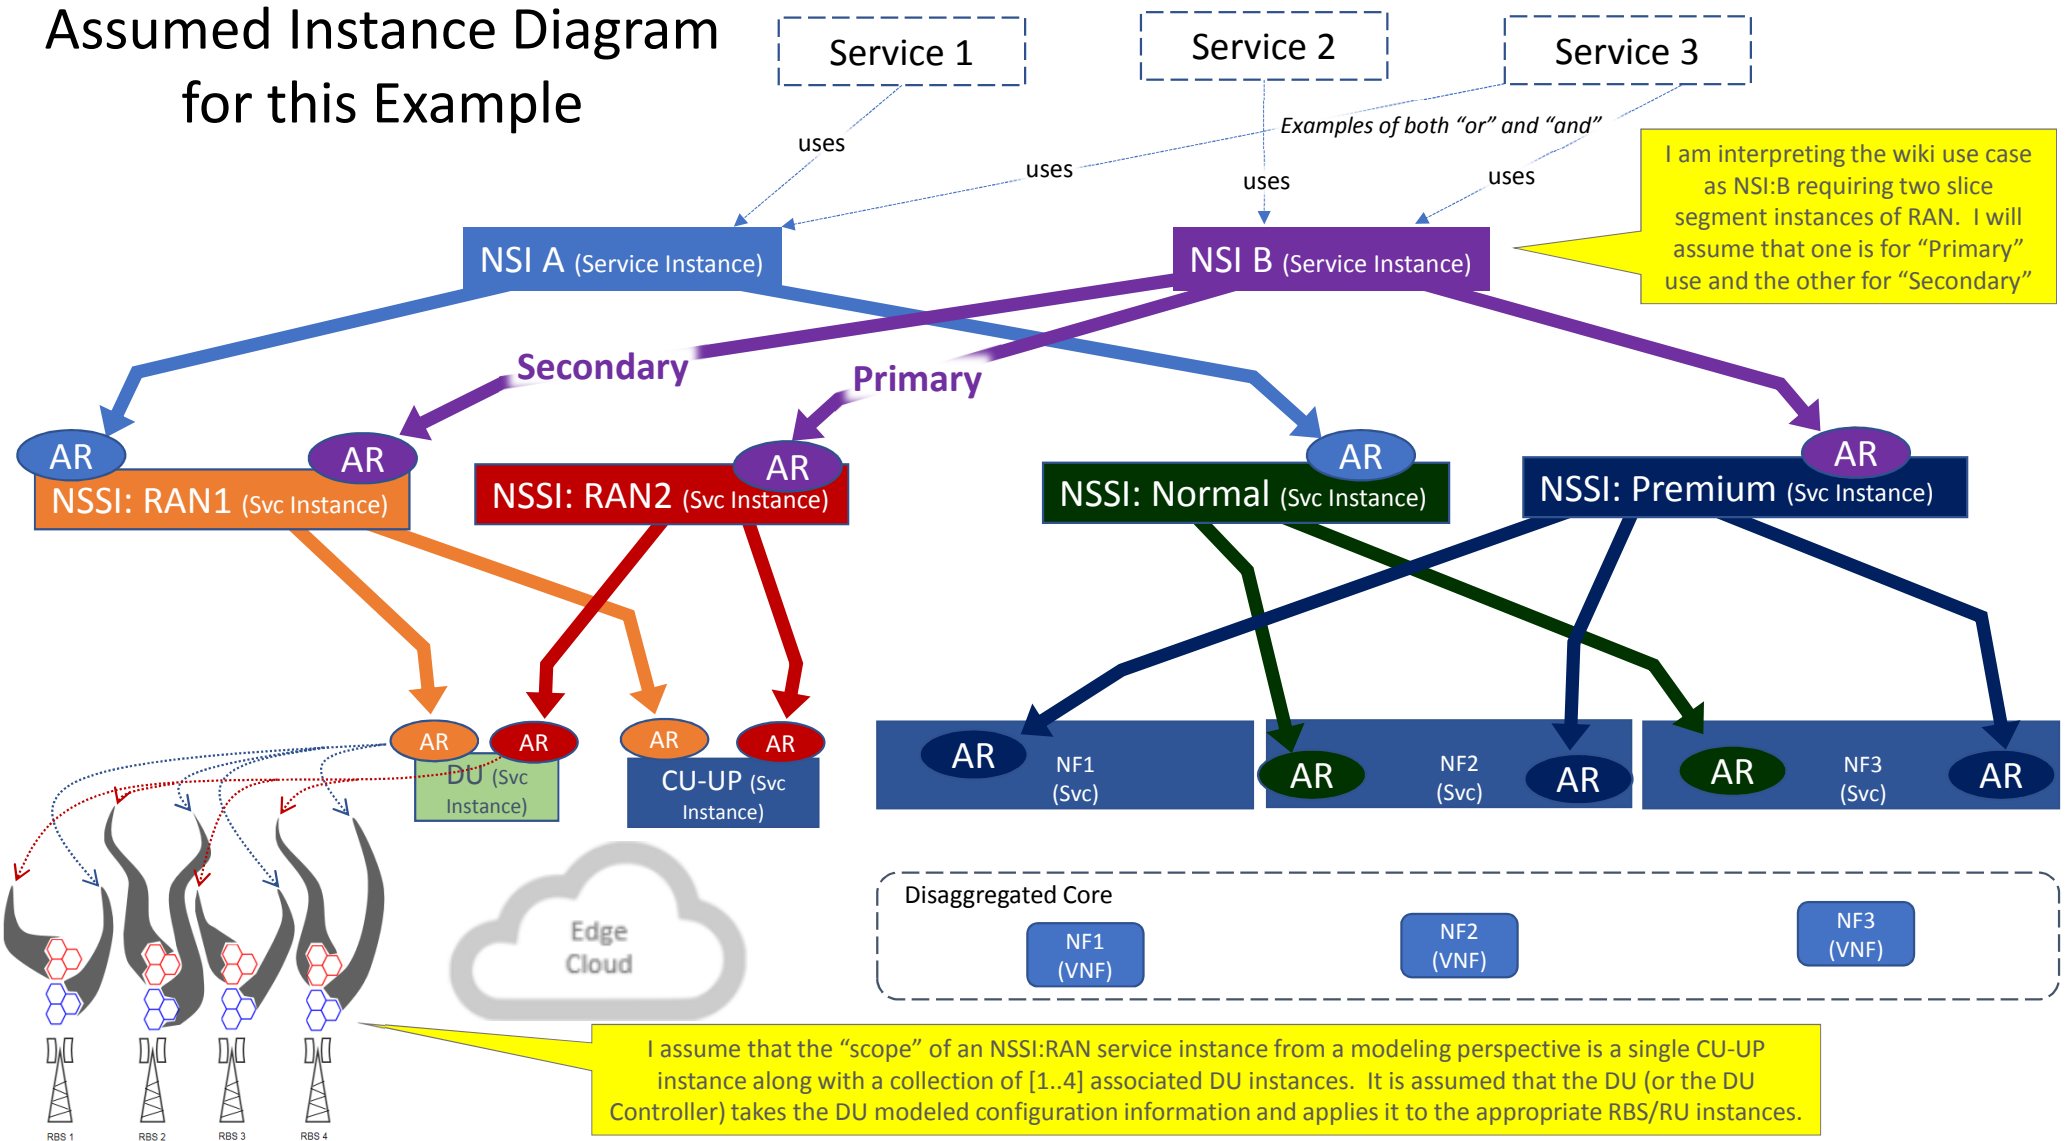 Assumed Instance Diagram
for this Example
Service 1
Service 2
Service 3
Examples of both “or” and “and”
uses
uses
uses
uses
I am interpreting the wiki use case
as NSI:B requiring two slice
segment instances of RAN.  I will
assume that one is for “Primary”
use and the other for “Secondary”
NSI A (Service Instance)
NSI B (Service Instance)
Secondary
Primary
AR
AR
AR
AR
AR
NSSI: RAN1 (Svc Instance)
NSSI: RAN2 (Svc Instance)
NSSI: Normal (Svc Instance)
NSSI: Premium (Svc Instance)
AR
AR
AR
AR
DU (Svc
Instance)
CU-UP (Svc
Instance)
AR
NF1
(Svc)
AR
NF2
(Svc)
AR
AR
NF3
(Svc)
AR
Edge
Cloud
Disaggregated Core
NF1
(VNF)
NF2
(VNF)
NF3
(VNF)
I assume that the “scope” of an NSSI:RAN service instance from a modeling perspective is a single CU-UP
instance along with a collection of [1..4] associated DU instances.  It is assumed that the DU (or the DU
Controller) takes the DU modeled configuration information and applies it to the appropriate RBS/RU instances.
RBS 1
RBS 2
RBS 3
RBS 4